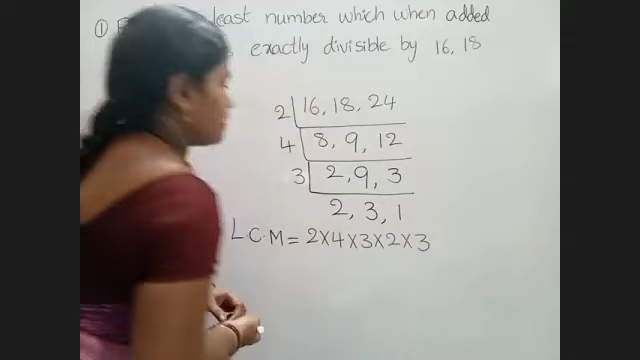 ① least number which when added
exactly divisible by 16, 18
2 16, 18, 24
4 8, 9, 12
3 2, 9, 3
2, 3, 1
L.C.M = 2×4×3×2×3